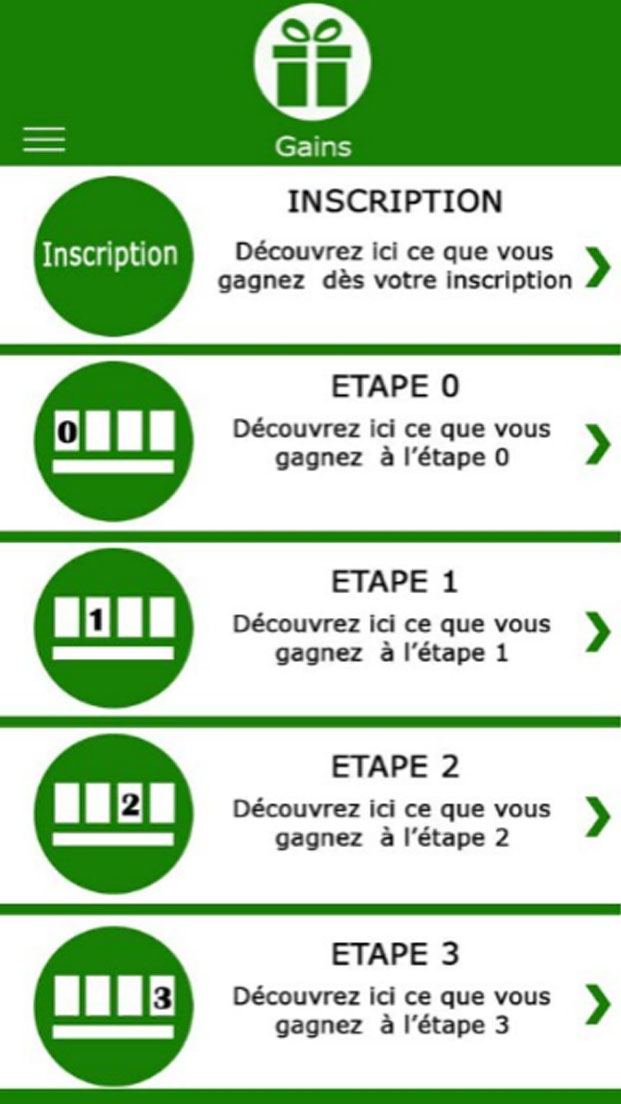 Gains
Inscription
INSCRIPTION
Découvrez ici ce que vous
gagnez dès votre inscription
0
ETAPE 0
Découvrez ici ce que vous
gagnez à l’étape 0
1
ETAPE 1
Découvrez ici ce que vous
gagnez à l’étape 1
2
ETAPE 2
Découvrez ici ce que vous
gagnez à l’étape 2
3
ETAPE 3
Découvrez ici ce que vous
gagnez à l’étape 3